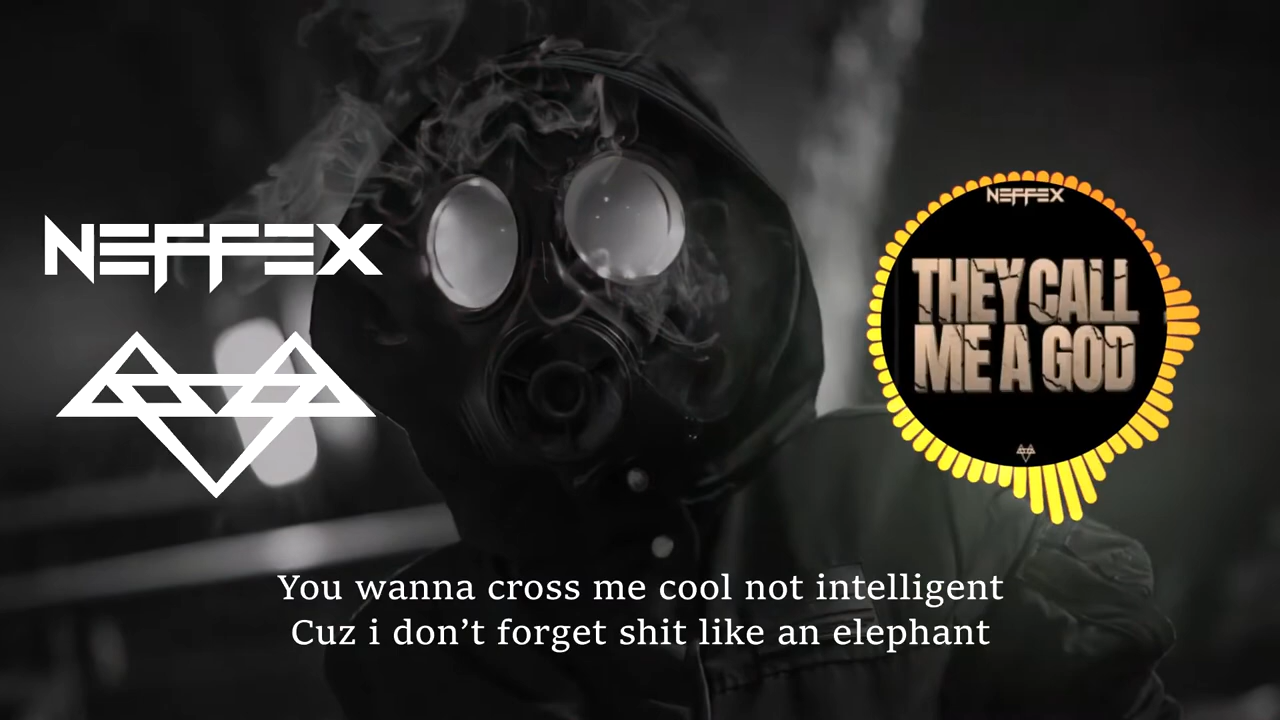 NEFFEX
NEFFEX
THEY CALL
ME A GOD
You wanna cross me cool not intelligent
Cuz i don’t forget shit like an elephant